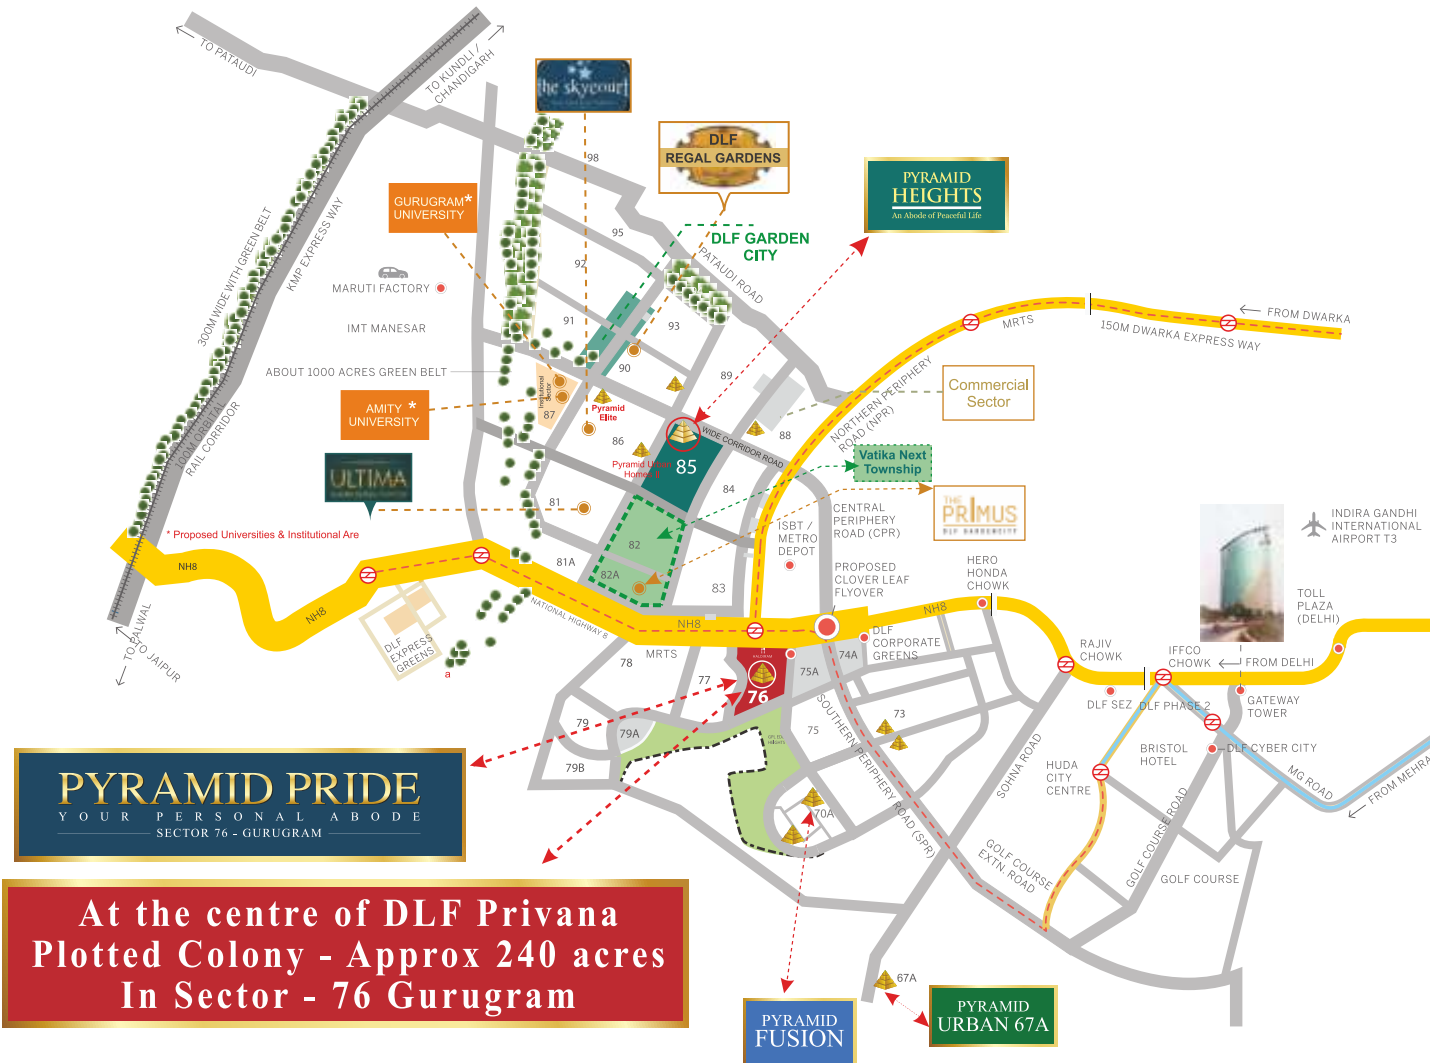 TO PATAUDI
TO KUNDLI /
CHANDIGARH
the skycourt
DLF
REGAL GARDENS
PYRAMID
HEIGHTS
An Abode of Peaceful Life
98
GURUGRAM*
UNIVERSITY
95
DLF GARDEN
CITY
PATAUDI ROAD
92
300M WIDE WITH GREEN BELT
KMP EXPRESS WAY
MARUTI FACTORY
IMT MANESAR
91
93
90
MRTS
150M DWARKA EXPRESS WAY
FROM DWARKA
ABOUT 1000 ACRES GREEN BELT
89
NORTHERN PERIPHERY
ROAD (NPR)
Commercial
Sector
Institutional
Sector
87
Pyramid
Elite
AMITY *
UNIVERSITY
100M ORBITAL
RAIL CORRIDOR
86
88
WIDE CORRIDOR ROAD
Pyramid
Homes
85
Vatika Next
Township
ULTIMA
84
81
THE
PRIMUS
DLF GARDENCITY
CENTRAL
PERIPHERY
ROAD (CPR)
ISBT /
METRO
DEPOT
INDIRA GANDHI
INTERNATIONAL
AIRPORT T3
* Proposed Universities & Institutional Are
82
81A
82A
83
NH8
PROPOSED
CLOVER LEAF
FLYOVER
HERO
HONDA
CHOWK
TOLL
PLAZA
(DELHI)
NATIONAL HIGHWAY 8
NH8
NH8
NH8
MRTS
DLF
EXPRESS
GREENS
a
TO PALWAL
TO JAIPUR
DLF
CORPORATE
GREENS
74A
75A
RAJIV
CHOWK
IFFCO
CHOWK
FROM DELHI
78
77
76
DLF SEZ
DLF PHASE 2
GATEWAY
TOWER
79
79A
79B
75
73
SOUTHERN PERIPHERY ROAD (SPR)
SOHNA ROAD
BRISTOL
HOTEL
DLF CYBER CITY
HUDA
CITY
CENTRE
MG ROAD
FROM MEHRA
PYRAMID PRIDE
YOUR PERSONAL ABODE
SECTOR 76 - GURUGRAM
70A
GOLF COURSE
EXTN. ROAD
GOLF COURSE ROAD
GOLF COURSE
At the centre of DLF Privana
Plotted Colony - Approx 240 acres
In Sector - 76 Gurugram
67A
PYRAMID
FUSION
PYRAMID
URBAN 67A